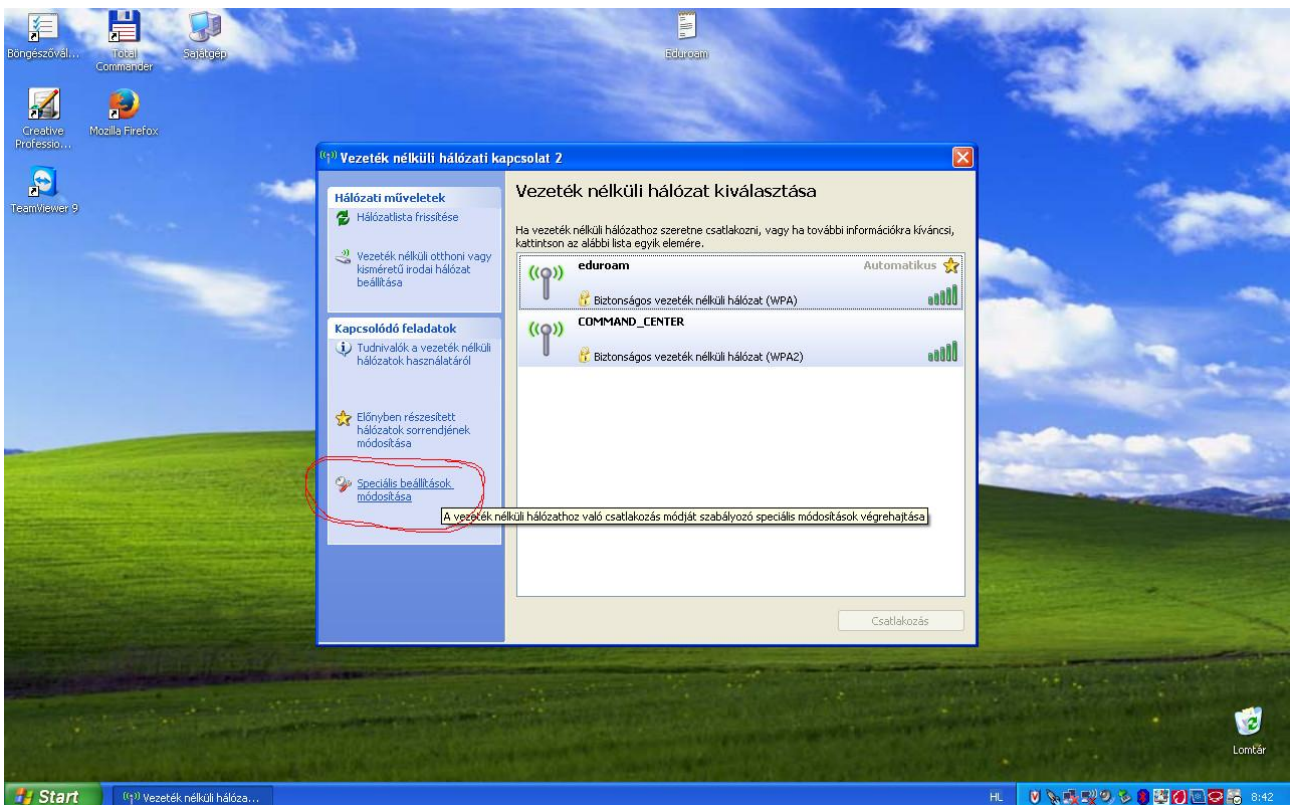 Böngészővál...
Total
Commander
Sajátgép
Eduroam
Creative
Professio...
Mozilla Firefox
TeamViewer 9
Vezeték nélküli hálózati kapcsolat 2
Hálózati műveletek
Hálózatlista frissítése
Vezeték nélküli otthoni vagy
kisméretű irodai hálózat
beállítása
Kapcsolódó feladatok
Tudnivalók a vezeték nélküli
hálózatok használatáról
Előnyben részesített
hálózatok sorrendjének
módosítása
Speciális beállítások
módosítása
Vezeték nélküli hálózat kiválasztása
Ha vezeték nélküli hálózathoz szeretne csatlakozni, vagy ha további információkra kíváncsi,
kattintson az alábbi lista egyik elemére.
eduroam
Automatikus
Biztonságos vezeték nélküli hálózat (WPA)
COMMAND_CENTER
Biztonságos vezeték nélküli hálózat (WPA2)
A vezeték nélküli hálózathoz való csatlakozás módját szabályozó speciális módosítások végrehajtása
Csatlakozás
Lomtár
Start
Vezeték nélküli hálóza...
HL
8:42